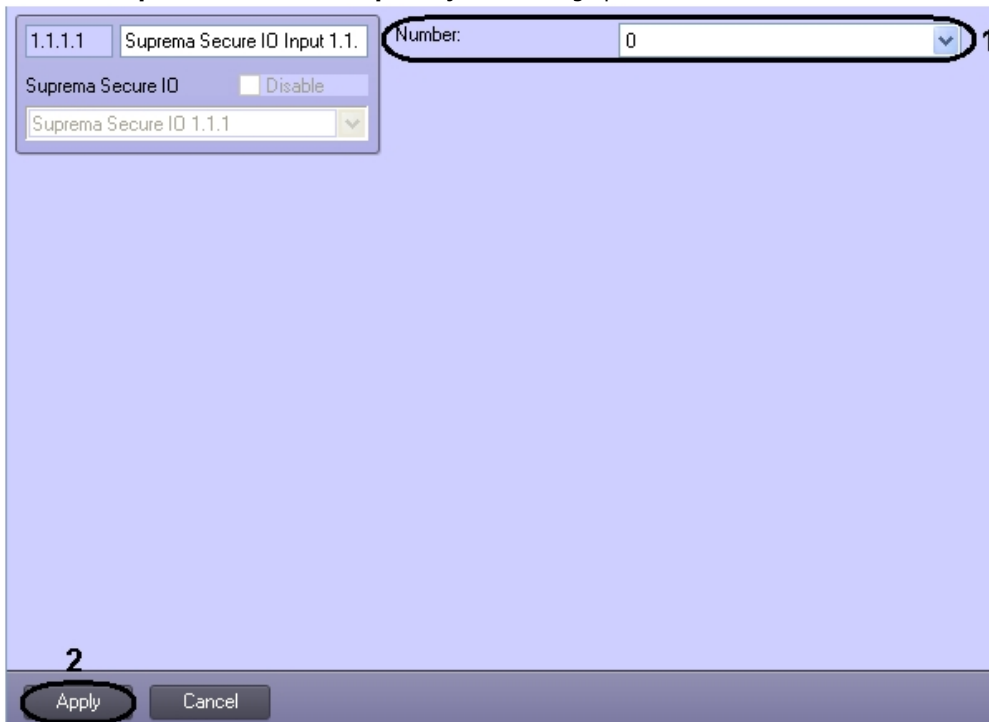 Number: 0 1
1.1.1.1 Suprema Secure IO Input 1.1.
Suprema Secure IO Disable
Suprema Secure IO 1.1.1
2
Apply Cancel